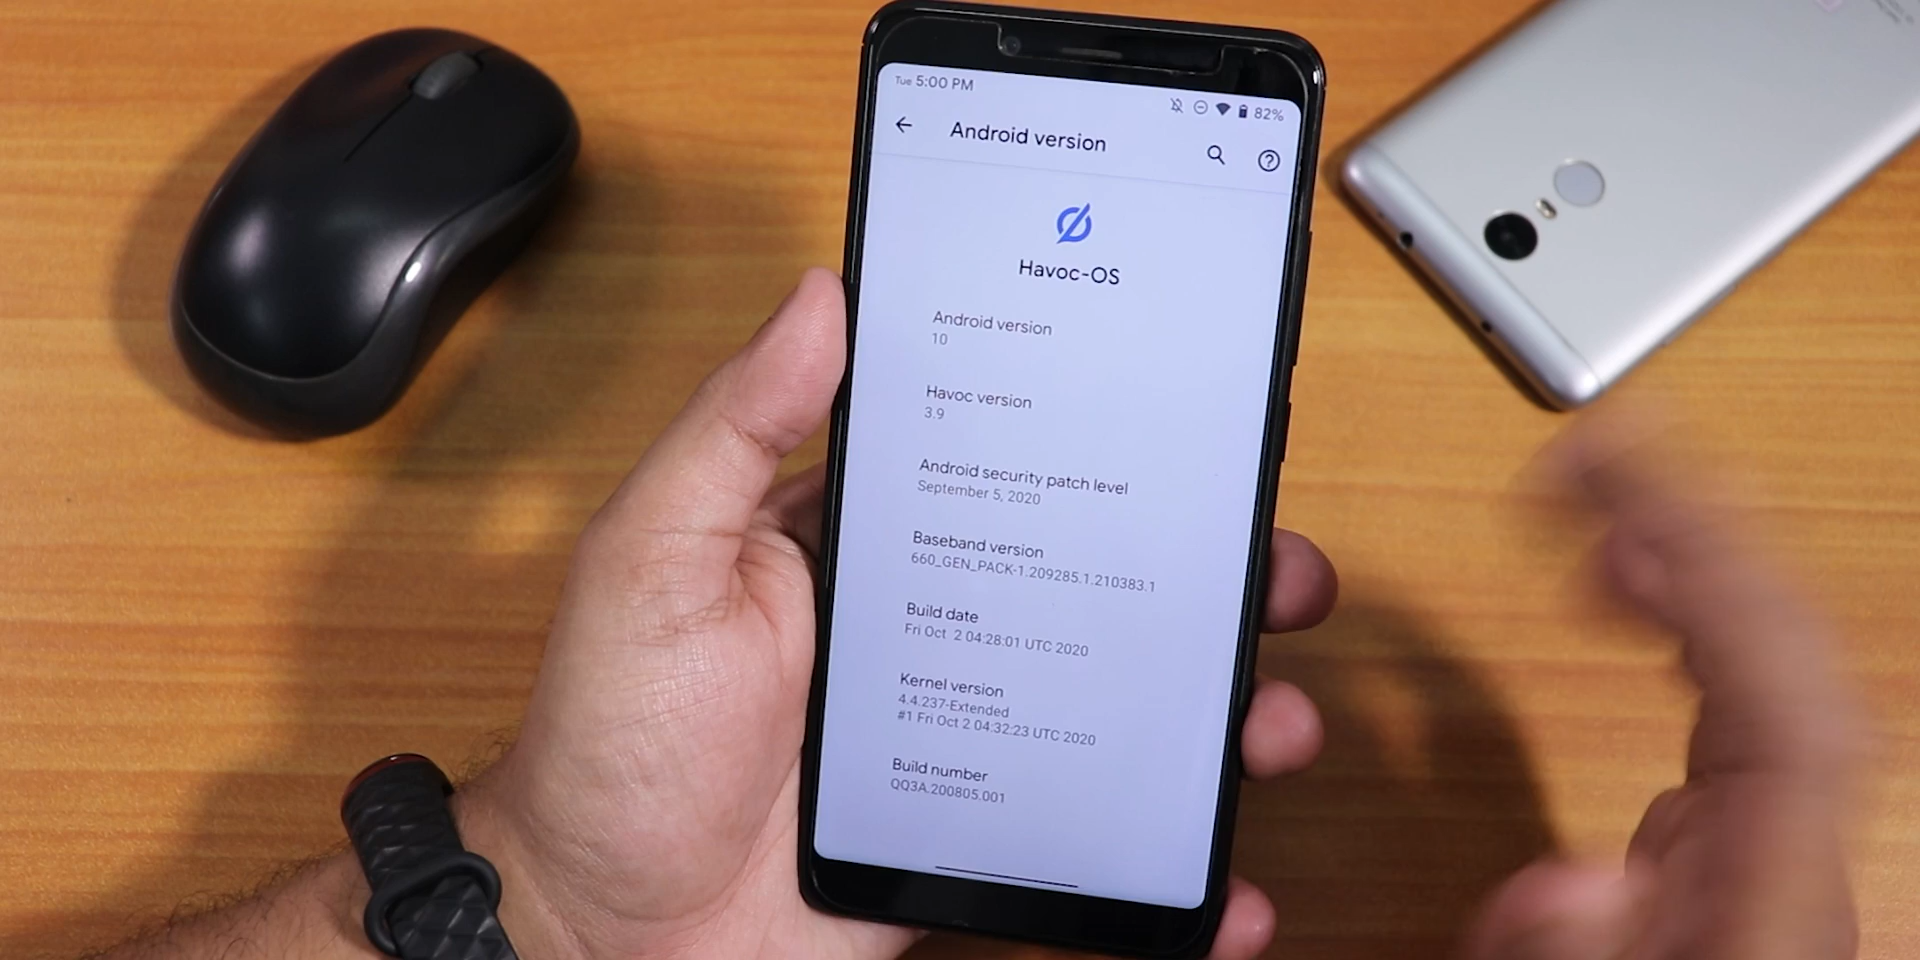 Tue 5:00 PM
82%
Android version
Havoc-OS
Android version
10
Havoc version
3.9
Android security patch level
September 5, 2020
Baseband version
660_GEN_PACK-1.209285.1.210383.1
Build date
Fri Oct 2 04:28:01 UTC 2020
Kernel version
4.4.237-Extended
#1 Fri Oct 2 04:32:23 UTC 2020
Build number
QQ3A.200805.001